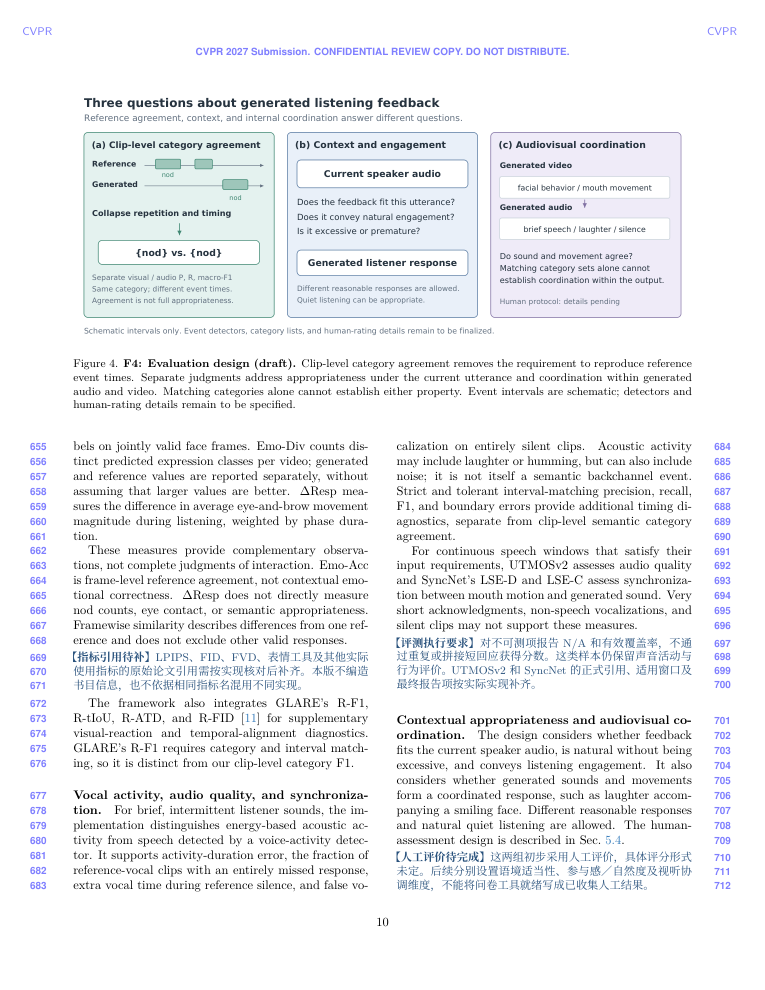 CVPR
CVPR
CVPR 2027 Submission. CONFIDENTIAL REVIEW COPY. DO NOT DISTRIBUTE.
Three questions about generated listening feedback
Reference agreement, context, and internal coordination answer different questions.
(a) Clip-level category agreement
Reference
nod
Generated
nod
Collapse repetition and timing
{nod} vs. {nod}
Separate visual / audio P, R, macro-F1
Same category; different event times.
Agreement is not full appropriateness.
(b) Context and engagement
Current speaker audio
Does the feedback fit this utterance?
Does it convey natural engagement?
Is it excessive or premature?
Generated listener response
Different reasonable responses are allowed.
Quiet listening can be appropriate.
(c) Audiovisual coordination
Generated video
facial behavior / mouth movement
Generated audio
brief speech / laughter / silence
Do sound and movement agree?
Matching category sets alone cannot
establish coordination within the output.
Human protocol: details pending
Schematic intervals only. Event detectors, category lists, and human-rating details remain to be finalized.
Figure 4. F4: Evaluation design (draft). Clip-level category agreement removes the requirement to reproduce reference
event times. Separate judgments address appropriateness under the current utterance and coordination within generated
audio and video. Matching categories alone cannot establish either property. Event intervals are schematic; detectors and
human-rating details remain to be specified.
655 bels on jointly valid face frames. Emo-Div counts dis-
656 tinct predicted expression classes per video; generated
657 and reference values are reported separately, without
658 assuming that larger values are better. ΔResp mea-
659 sures the difference in average eye-and-brow movement
660 magnitude during listening, weighted by phase dura-
661 tion.
662 These measures provide complementary observa-
663 tions, not complete judgments of interaction. Emo-Acc
664 is frame-level reference agreement, not contextual emo-
665 tional correctness. ΔResp does not directly measure
666 nod counts, eye contact, or semantic appropriateness.
667 Framewise similarity describes differences from one ref-
668 erence and does not exclude other valid responses.
669 【指标引用待补】LPIPS、FID、FVD、表情工具及其他实际
670 使用指标的原始论文引用需按实现核对后补齐。本版不编造
671 书目信息，也不依据相同指标名混用不同实现。
672 The framework also integrates GLARE's R-F1,
673 R-tIoU, R-ATD, and R-FID [11] for supplementary
674 visual-reaction and temporal-alignment diagnostics.
675 GLARE's R-F1 requires category and interval match-
676 ing, so it is distinct from our clip-level category F1.
677 Vocal activity, audio quality, and synchroniza-
678 tion. For brief, intermittent listener sounds, the im-
679 plementation distinguishes energy-based acoustic ac-
680 tivity from speech detected by a voice-activity detec-
681 tor. It supports activity-duration error, the fraction of
682 reference-vocal clips with an entirely missed response,
683 extra vocal time during reference silence, and false vo-
calization on entirely silent clips. Acoustic activity 684
may include laughter or humming, but can also include 685
noise; it is not itself a semantic backchannel event. 686
Strict and tolerant interval-matching precision, recall, 687
F1, and boundary errors provide additional timing di- 688
agnostics, separate from clip-level semantic category 689
agreement. 690
For continuous speech windows that satisfy their 691
input requirements, UTMOSv2 assesses audio quality 692
and SyncNet's LSE-D and LSE-C assess synchroniza- 693
tion between mouth motion and generated sound. Very 694
short acknowledgments, non-speech vocalizations, and 695
silent clips may not support these measures. 696
【评测执行要求】对不可测项报告 N/A 和有效覆盖率，不通 697
过重复或拼接短回应获得分数。这类样本仍保留声音活动与 698
行为评价。UTMOSv2 和 SyncNet 的正式引用、适用窗口及 699
最终报告项按实际实现补齐。 700
Contextual appropriateness and audiovisual co- 701
ordination. The design considers whether feedback 702
fits the current speaker audio, is natural without being 703
excessive, and conveys listening engagement. It also 704
considers whether generated sounds and movements 705
form a coordinated response, such as laughter accom- 706
panying a smiling face. Different reasonable responses 707
and natural quiet listening are allowed. The human- 708
assessment design is described in Sec. 5.4. 709
【人工评价待完成】这两组初步采用人工评价，具体评分形式 710
未定。后续分别设置语境适当性、参与感／自然度及视听协 711
调维度，不能将问卷工具就绪写成已收集人工结果。 712
10